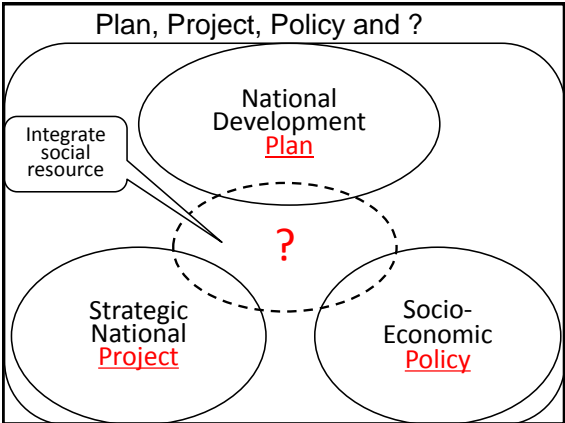 Plan, Project, Policy and ?
National
Development
Plan
Integrate
social
resource
?
Strategic
National
Project
Socio-
Economic
Policy